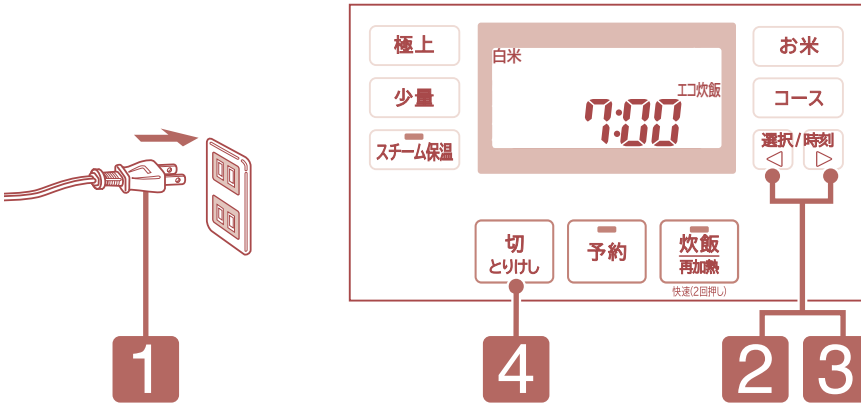 極上
少量
スチーム保温
白米
エコ炊飯
7:00
お米
コース
選択/時刻
切
とりけし
予約
炊飯
再加熱
快速(2回押し)
1
4
2
3